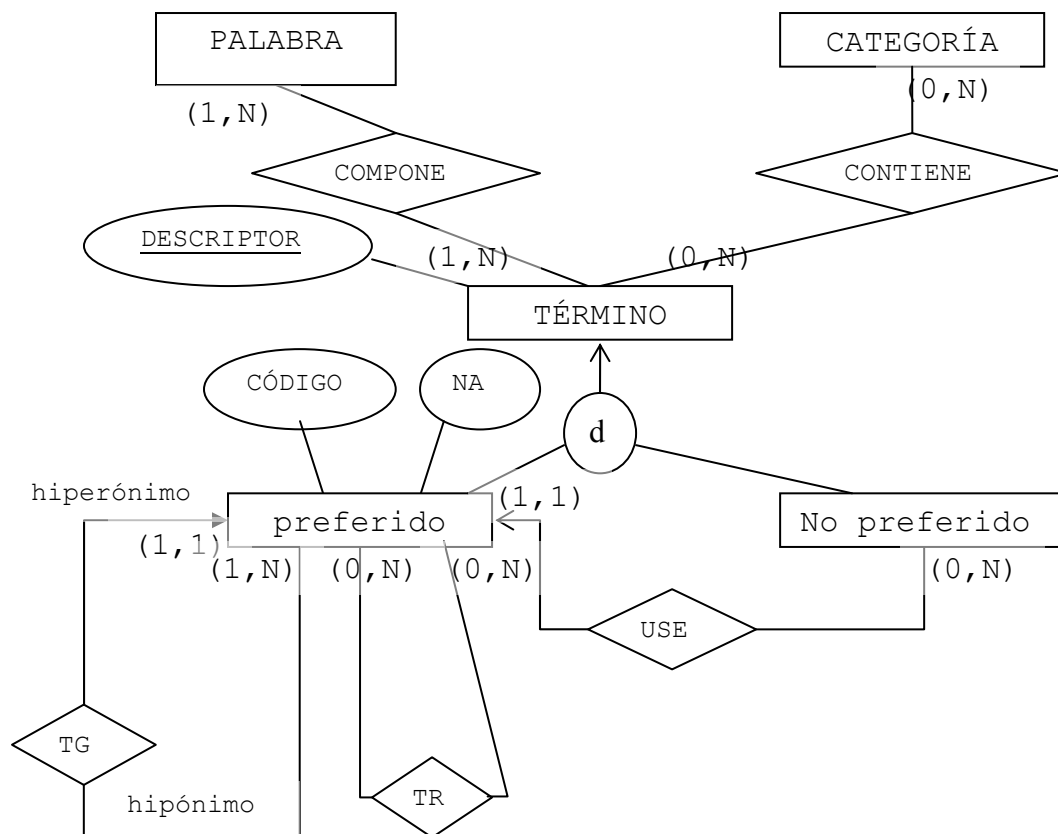 PALABRA
CATEGORÍA
(1,N)
(0,N)
COMPONE
CONTIENE
DESCRIPTOR
(1,N)
(0,N)
TÉRMINO
CÓDIGO
NA
d
hiperónimo
(1,1)
preferido
No preferido
(1,1)
(1,N)
(0,N)
(0,N)
(0,N)
USE
TG
TR
hipónimo